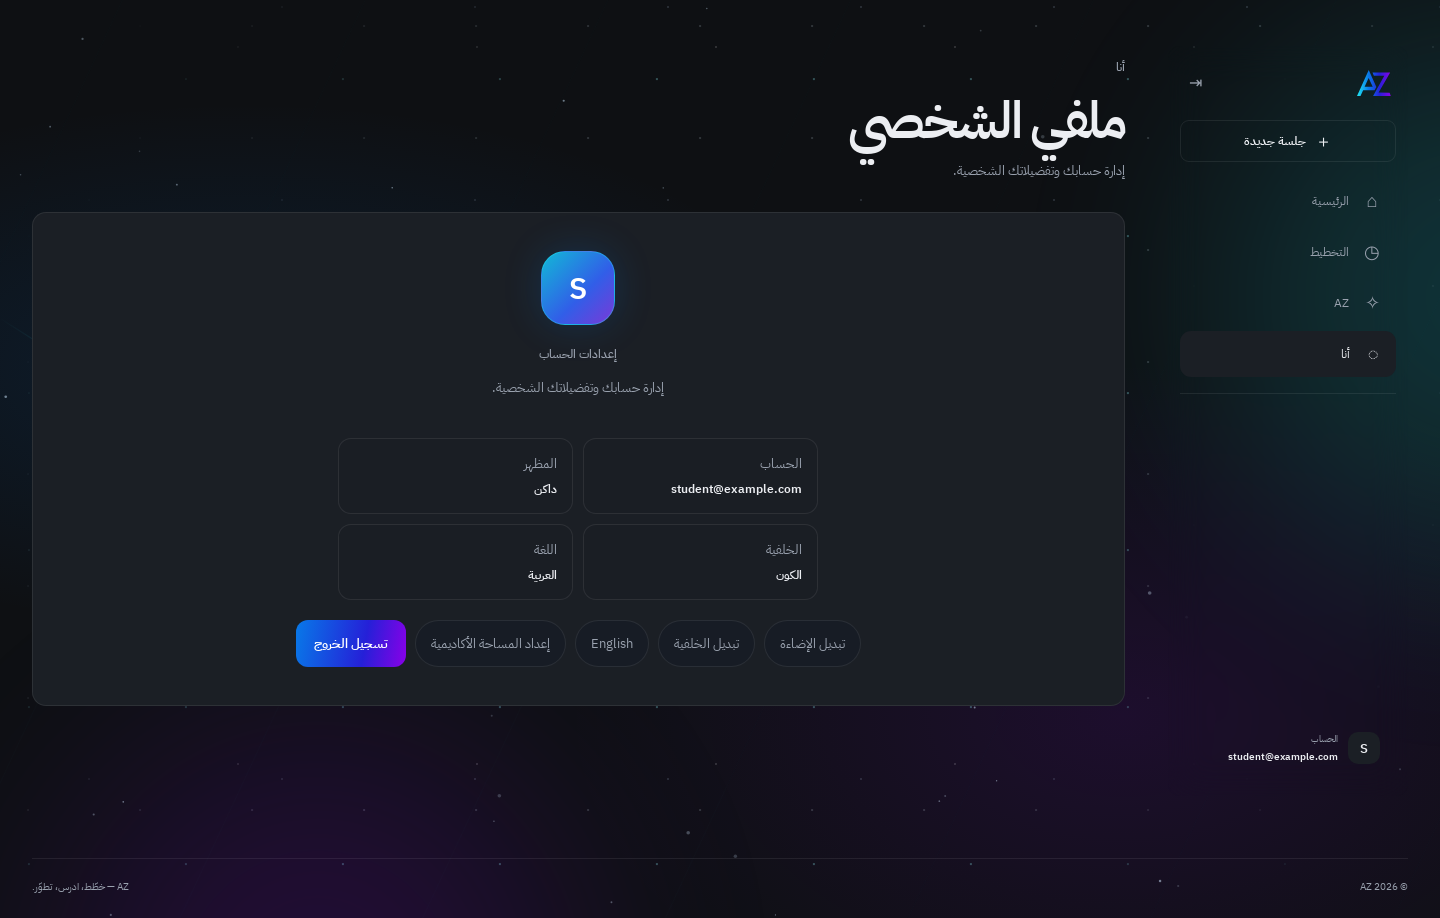 AZ
جلسة جديدة
الرئيسية
التخطيط
AZ
أنا
الحساب
S
student@example.com
أنا
ملفي الشخصي
إدارة حسابك وتفضيلاتك الشخصية.
S
إعدادات الحساب
إدارة حسابك وتفضيلاتك الشخصية.
الحساب
student@example.com
المظهر
داكن
الخلفية
الكون
اللغة
العربية
تبديل الإضاءة
تبديل الخلفية
English
إعداد المساحة الأكاديمية
تسجيل الخروج
© 2026 AZ
AZ — خطّط، ادرس، تطوّر.